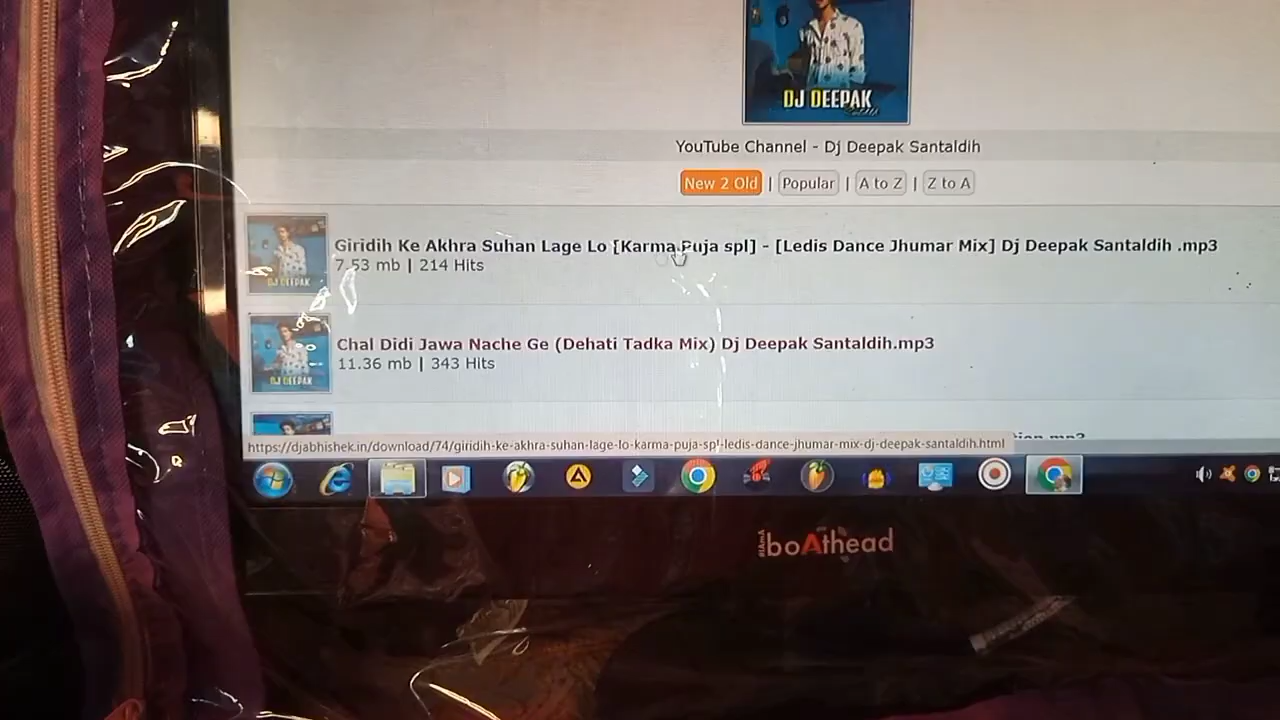 DJ DEEPAK
YouTube Channel - Dj Deepak Santaldih
New 2 Old | Popular | A to Z | Z to A
Giridih Ke Akhra Suhan Lage Lo [Karma Puja spl] - [Ledis Dance Jhumar Mix] Dj Deepak Santaldih .mp3
7.53 mb | 214 Hits
DJ DEEPAK
Chal Didi Jawa Nache Ge (Dehati Tadka Mix) Dj Deepak Santaldih.mp3
11.36 mb | 343 Hits
DJ DEEPAK
https://djabhishek.in/download/74/giridih-ke-akhra-suhan-lage-lo-karma-puja-spl-ledis-dance-jhumar-mix-dj-deepak-santaldih.html
boAthead